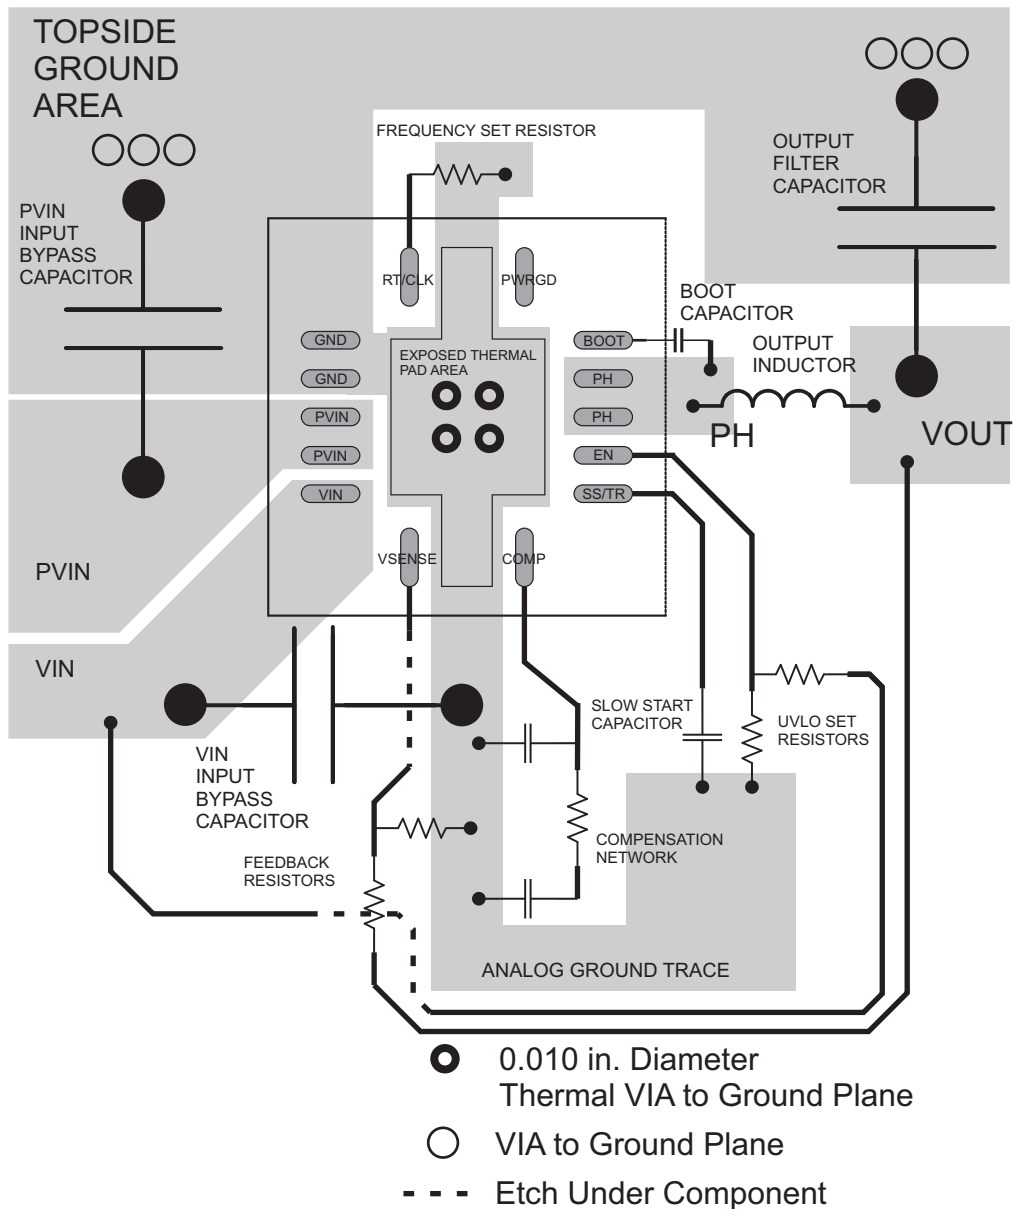 TOPSIDE
GROUND
AREA
FREQUENCY SET RESISTOR
OUTPUT
FILTER
CAPACITOR
PVIN
INPUT
BYPASS
CAPACITOR
RT/CLK
PWRGD
BOOT
CAPACITOR
GND
EXPOSED THERMAL
PAD AREA
BOOT
OUTPUT
INDUCTOR
GND
PH
PVIN
PH
PH
VOUT
PVIN
EN
VIN
SS/TR
VSENSE
COMP
PVIN
VIN
SLOW START
CAPACITOR
UVLO SET
RESISTORS
VIN
INPUT
BYPASS
CAPACITOR
COMPENSATION
NETWORK
FEEDBACK
RESISTORS
ANALOG GROUND TRACE
0.010 in. Diameter
Thermal VIA to Ground Plane
VIA to Ground Plane
Etch Under Component